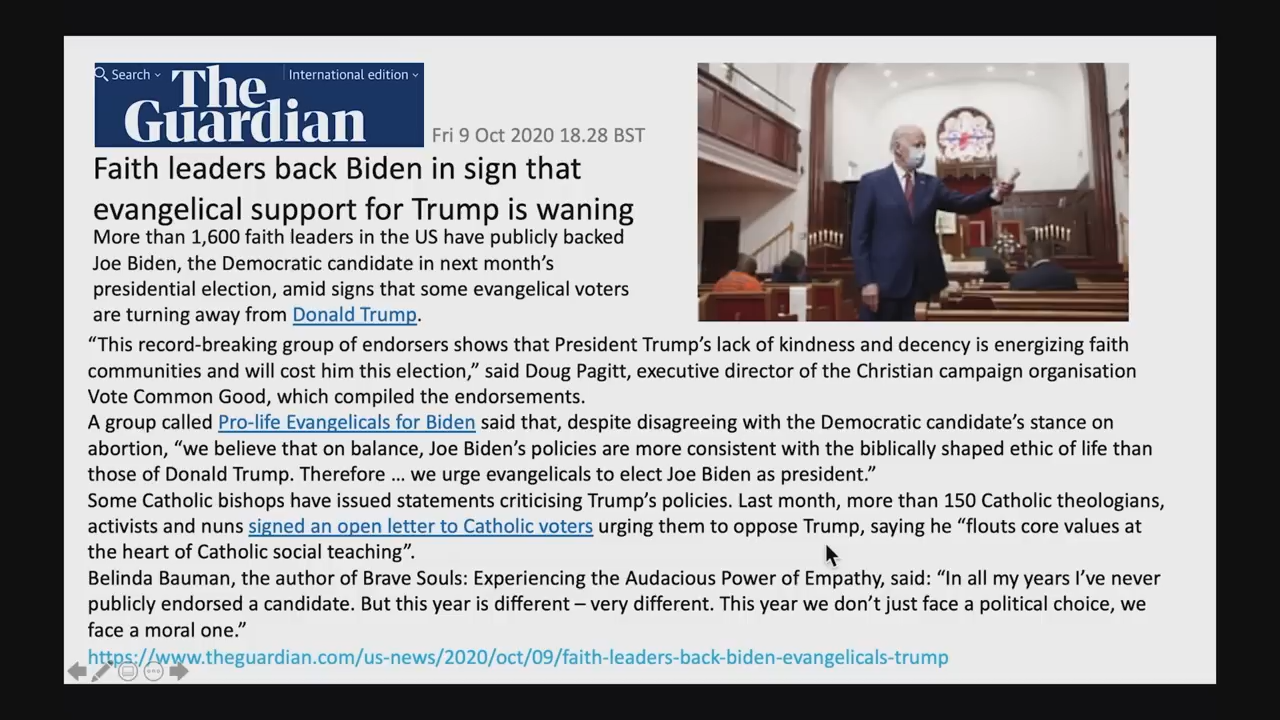 Search
International edition
The
Guardian
Fri 9 Oct 2020 18.28 BST
Faith leaders back Biden in sign that
evangelical support for Trump is waning
More than 1,600 faith leaders in the US have publicly backed
Joe Biden, the Democratic candidate in next month’s
presidential election, amid signs that some evangelical voters
are turning away from Donald Trump.
“This record-breaking group of endorsers shows that President Trump’s lack of kindness and decency is energizing faith
communities and will cost him this election,” said Doug Pagitt, executive director of the Christian campaign organisation
Vote Common Good, which compiled the endorsements.
A group called Pro-life Evangelicals for Biden said that, despite disagreeing with the Democratic candidate’s stance on
abortion, “we believe that on balance, Joe Biden’s policies are more consistent with the biblically shaped ethic of life than
those of Donald Trump. Therefore … we urge evangelicals to elect Joe Biden as president.”
Some Catholic bishops have issued statements criticising Trump’s policies. Last month, more than 150 Catholic theologians,
activists and nuns signed an open letter to Catholic voters urging them to oppose Trump, saying he “flouts core values at
the heart of Catholic social teaching”.
Belinda Bauman, the author of Brave Souls: Experiencing the Audacious Power of Empathy, said: “In all my years I’ve never
publicly endorsed a candidate. But this year is different – very different. This year we don’t just face a political choice, we
face a moral one.”
https://www.theguardian.com/us-news/2020/oct/09/faith-leaders-back-biden-evangelicals-trump